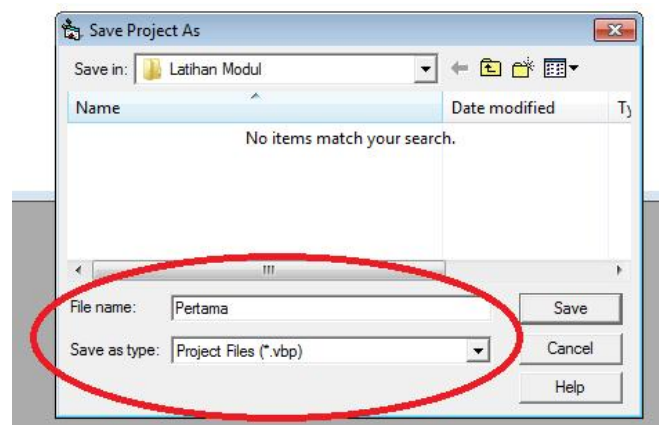 Save Project As
Save in: Latihan Modul
Name Date modified Ty
No items match your search.
File name: Pertama Save
Save as type: Project Files (*.vbp) Cancel
Help